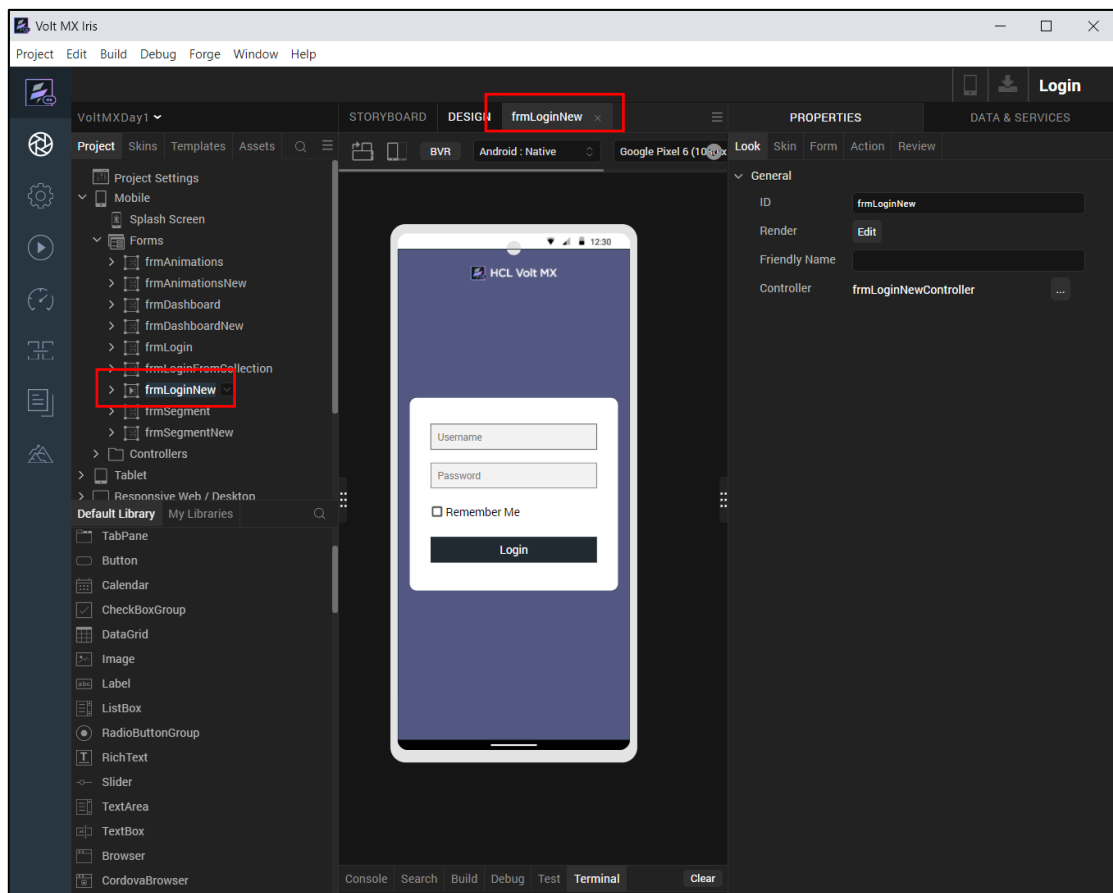 Volt MX Iris
Project Edit Build Debug Forge Window Help
Login
VoltMXDay1
STORYBOARD DESIGN frmLoginNew ×
PROPERTIES DATA & SERVICES
Project Skins Templates Assets
BVR Android : Native Google Pixel 6 (1080x
Look Skin Form Action Review
Project Settings
Mobile
Splash Screen
Forms
frmAnimations
frmAnimationsNew
frmDashboard
frmDashboardNew
frmLogin
frmLoginFromCollection
frmLoginNew
frmSegment
frmSegmentNew
Controllers
Tablet
Responsive Web / Desktop
Default Library My Libraries
TabPane
Button
Calendar
CheckBoxGroup
DataGrid
Image
abc Label
ListBox
RadioButtonGroup
RichText
Slider
TextArea
TextBox
Browser
CordovaBrowser
12:30
HCL Volt MX
Username
Password
Remember Me
Login
Console Search Build Debug Test Terminal Clear
General
ID frmLoginNew
Render Edit
Friendly Name
Controller frmLoginNewController ...